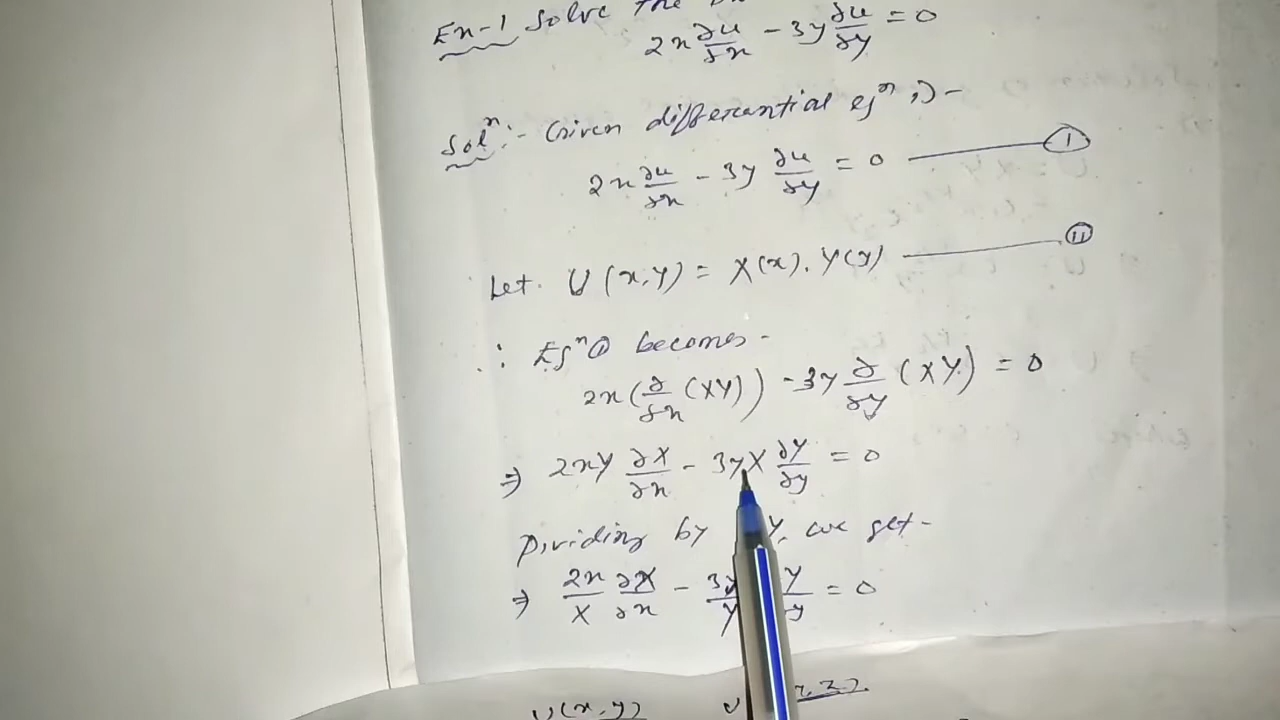 Ex-1 Solve the
2x ∂u/∂x - 3y ∂u/∂y = 0
Solⁿ:- Given differential eqⁿ is-
2x ∂u/∂x - 3y ∂u/∂y = 0 ——— (I)
Let. U(x,y) = X(x). Y(y) ——— (II)
∴ Eqⁿ (I) becomes-
2x(∂/∂x (XY)) - 3y ∂/∂y (XY) = 0
⇒ 2xY ∂X/∂x - 3yX ∂Y/∂y = 0
Dividing by Y, we get-
⇒ 2x/X ∂X/∂x - 3y/Y Y/∂y = 0
U(x,y)